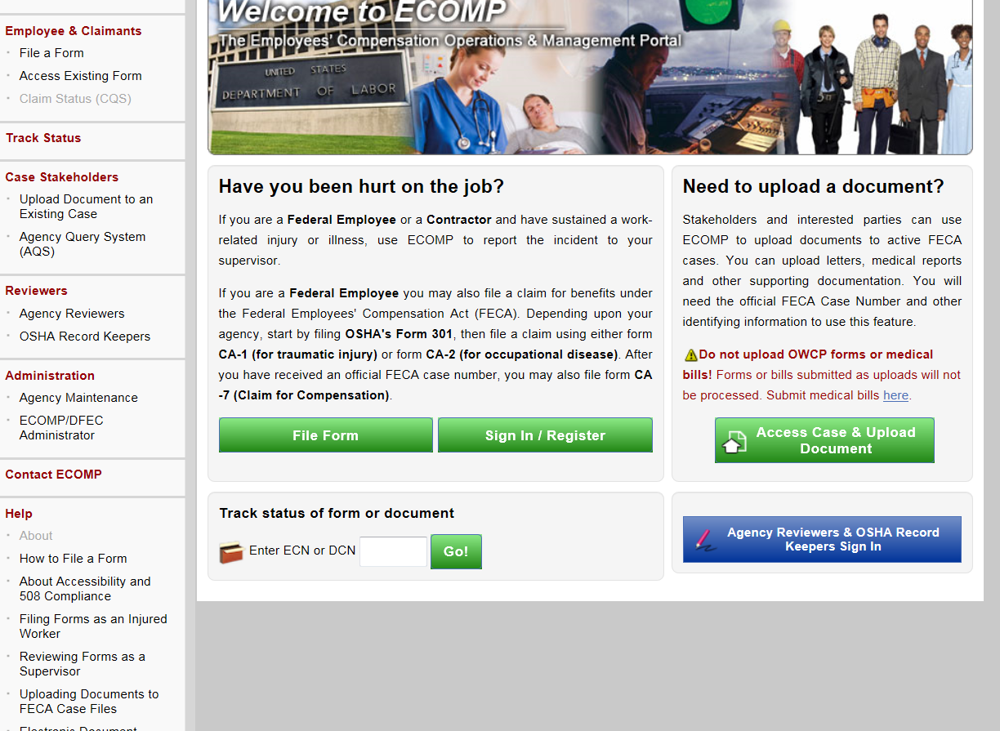 Welcome to ECOMP
The Employees' Compensation Operations & Management Portal
UNITED STATES
DEPARTMENT OF LABOR
Employee & Claimants
File a Form
Access Existing Form
Claim Status (CQS)
Track Status
Case Stakeholders
Upload Document to an
Existing Case
Agency Query System
(AQS)
Reviewers
Agency Reviewers
OSHA Record Keepers
Administration
Agency Maintenance
ECOMP/DFEC
Administrator
Contact ECOMP
Help
About
How to File a Form
About Accessibility and
508 Compliance
Filing Forms as an Injured
Worker
Reviewing Forms as a
Supervisor
Uploading Documents to
FECA Case Files
Electronic Document
Have you been hurt on the job?
If you are a Federal Employee or a Contractor and have sustained a work-
related injury or illness, use ECOMP to report the incident to your
supervisor.
If you are a Federal Employee you may also file a claim for benefits under
the Federal Employees' Compensation Act (FECA). Depending upon your
agency, start by filing OSHA's Form 301, then file a claim using either form
CA-1 (for traumatic injury) or form CA-2 (for occupational disease). After
you have received an official FECA case number, you may also file form CA
-7 (Claim for Compensation).
File Form
Sign In / Register
Need to upload a document?
Stakeholders and interested parties can use
ECOMP to upload documents to active FECA
cases. You can upload letters, medical reports
and other supporting documentation. You will
need the official FECA Case Number and other
identifying information to use this feature.
Do not upload OWCP forms or medical
bills! Forms or bills submitted as uploads will not
be processed. Submit medical bills here.
Access Case & Upload
Document
Track status of form or document
Enter ECN or DCN
Go!
Agency Reviewers & OSHA Record
Keepers Sign In